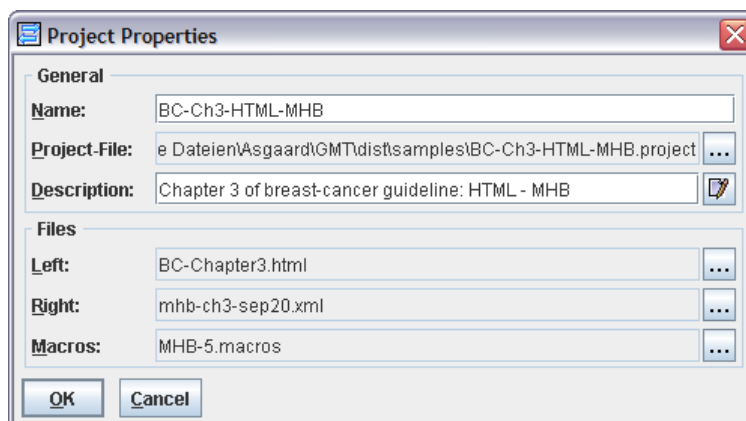 Project Properties
General
Name: BC-Ch3-HTML-MHB
Project-File: e Dateien\Asgaard\GMT\dist\samples\BC-Ch3-HTML-MHB.project ...
Description: Chapter 3 of breast-cancer guideline: HTML - MHB
Files
Left: BC-Chapter3.html ...
Right: mhb-ch3-sep20.xml ...
Macros: MHB-5.macros ...
OK Cancel